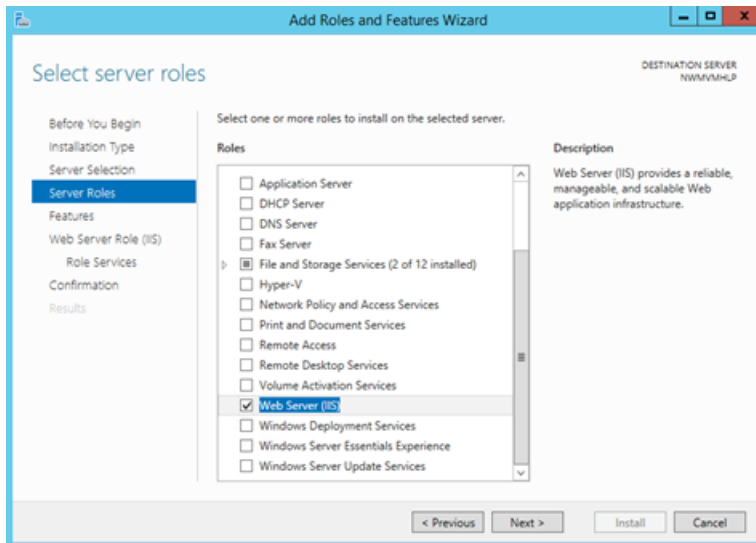 Add Roles and Features Wizard
Select server roles
DESTINATION SERVER
NWMVMHLP
Before You Begin
Installation Type
Server Selection
Server Roles
Features
Web Server Role (IIS)
Role Services
Confirmation
Results
Select one or more roles to install on the selected server.
Roles
Application Server
DHCP Server
DNS Server
Fax Server
File and Storage Services (2 of 12 installed)
Hyper-V
Network Policy and Access Services
Print and Document Services
Remote Access
Remote Desktop Services
Volume Activation Services
Web Server (IIS)
Windows Deployment Services
Windows Server Essentials Experience
Windows Server Update Services
Description
Web Server (IIS) provides a reliable,
manageable, and scalable Web
application infrastructure.
< Previous
Next >
Install
Cancel